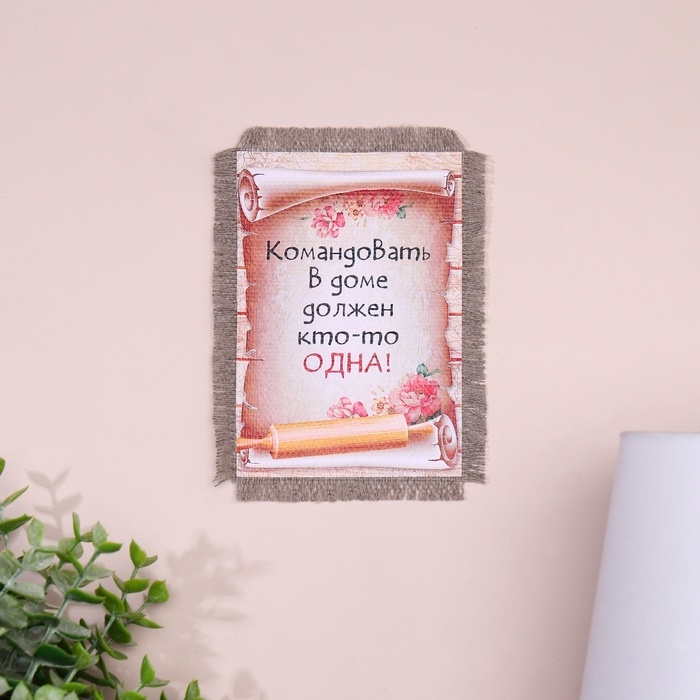 Командовать
В доме
должен
кто-то
ОДНА!